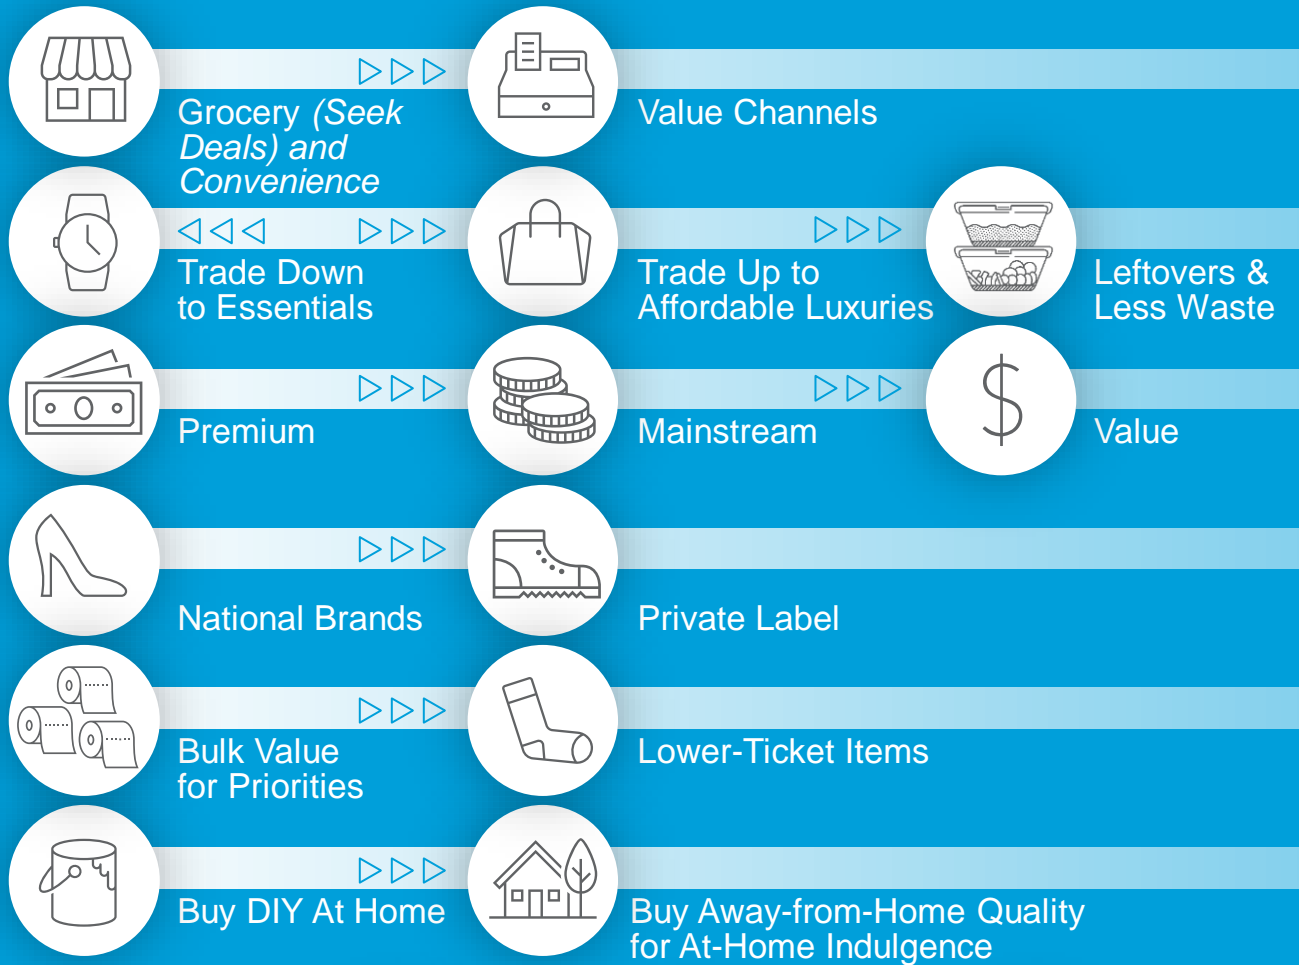 Grocery (Seek
Deals) and
Convenience
Value Channels
Trade Down
to Essentials
Trade Up to
Affordable Luxuries
Leftovers &
Less Waste
Premium
Mainstream
Value
National Brands
Private Label
Bulk Value
for Priorities
Lower-Ticket Items
Buy DIY At Home
Buy Away-from-Home Quality
for At-Home Indulgence